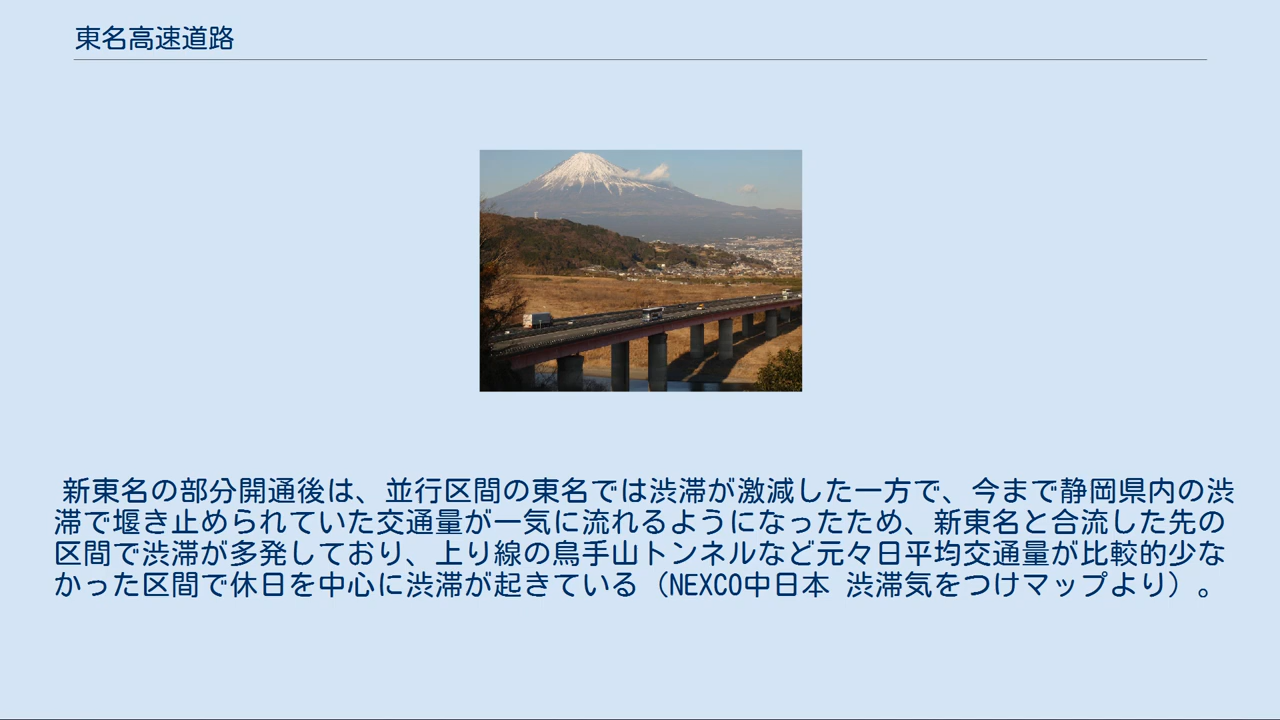 東名高速道路
新東名の部分開通後は、並行区間の東名では渋滞が激減した一方で、今まで静岡県内の渋
滞で堰き止められていた交通量が一気に流れるようになったため、新東名と合流した先の
区間で渋滞が多発しており、上り線の鳥手山トンネルなど元々日平均交通量が比較的少な
かった区間で休日を中心に渋滞が起きている（NEXCO中日本 渋滞気をつけマップより）。